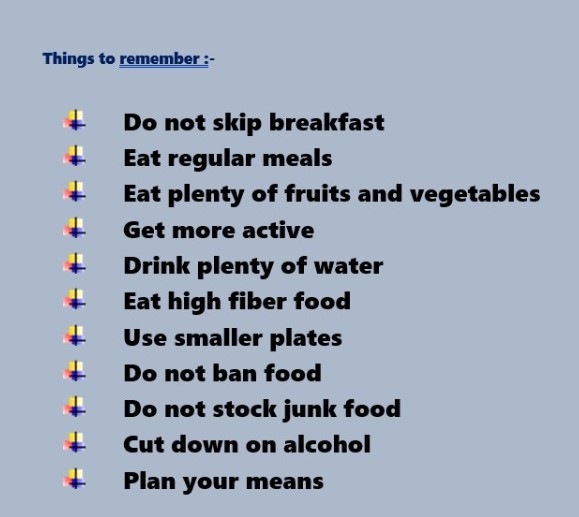 Things to remember :-
Do not skip breakfast
Eat regular meals
Eat plenty of fruits and vegetables
Get more active
Drink plenty of water
Eat high fiber food
Use smaller plates
Do not ban food
Do not stock junk food
Cut down on alcohol
Plan your means